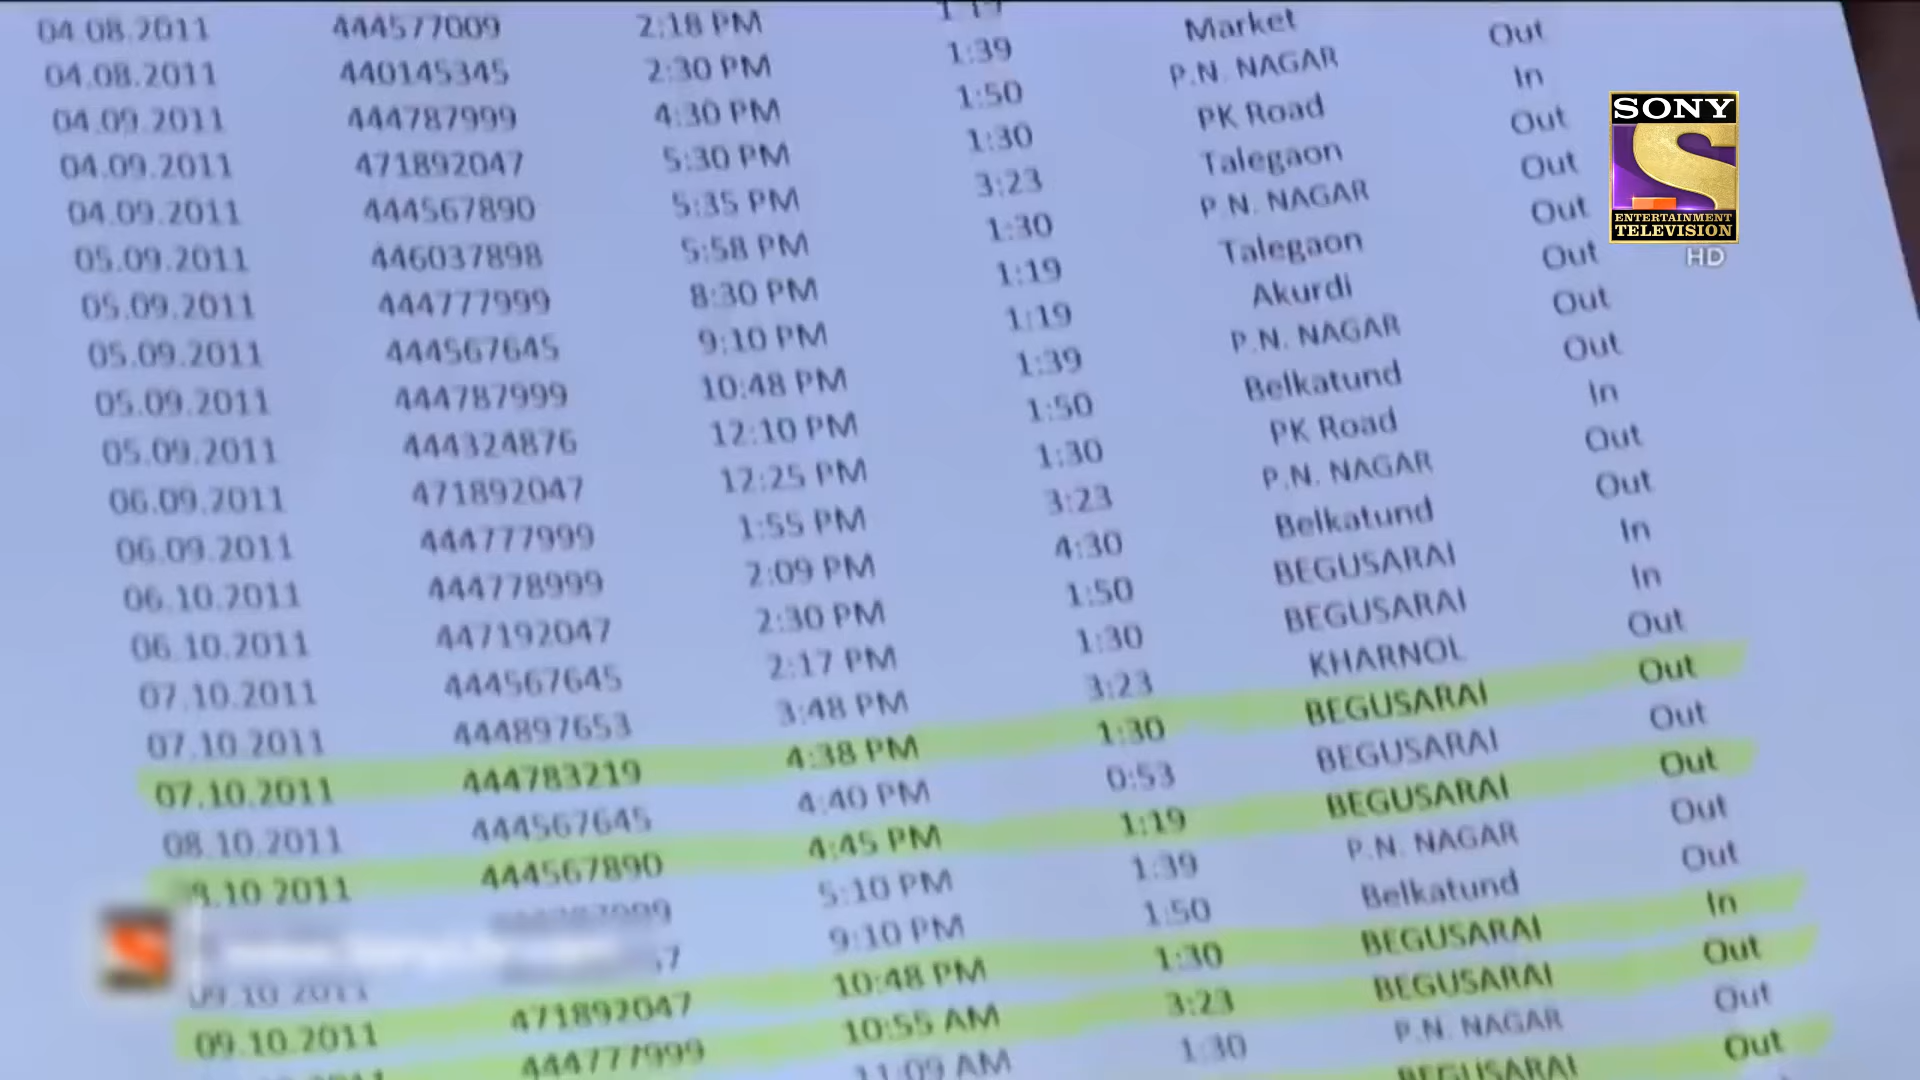 04.08.2011 444577009 2:18 PM
04.08.2011 440145345 2:30 PM 1:39 Market
04.09.2011 444787999 4:30 PM 1:50 P.N. NAGAR Out
04.09.2011 471892047 5:30 PM 1:30 PK Road In
04.09.2011 444567890 5:35 PM 3:23 Talegaon Out
05.09.2011 446037898 5:58 PM 1:30 P.N. NAGAR Out
05.09.2011 444777999 8:30 PM 1:19 Talegaon Out
05.09.2011 444567645 9:10 PM 1:19 Akurdi Out
05.09.2011 444787999 10:48 PM 1:39 P.N. NAGAR Out
05.09.2011 444324876 12:10 PM 1:50 Belkatund Out
06.09.2011 471892047 12:25 PM 1:30 PK Road In
06.09.2011 444777999 1:55 PM 3:23 P.N. NAGAR Out
06.10.2011 444778999 2:09 PM 4:30 Belkatund Out
06.10.2011 447192047 2:30 PM 1:50 BEGUSARAI In
07.10.2011 444567645 2:17 PM 1:30 BEGUSARAI In
07.10.2011 444897653 3:48 PM 3:23 KHARNOL Out
07.10.2011 444783219 4:38 PM 1:30 BEGUSARAI Out
08.10.2011 444567645 4:40 PM 0:53 BEGUSARAI Out
8.10.2011 444567890 4:45 PM 1:19 BEGUSARAI Out
5:10 PM 1:39 P.N. NAGAR Out
09.10.2011 9:10 PM 1:50 Belkatund Out
09.10.2011 471892047 10:48 PM 1:30 BEGUSARAI In
444777999 10:55 AM 3:23 BEGUSARAI Out
11:09 AM 1:30 P.N. NAGAR Out
BEGUSARAI Out
SONY
ENTERTAINMENT
TELEVISION
HD